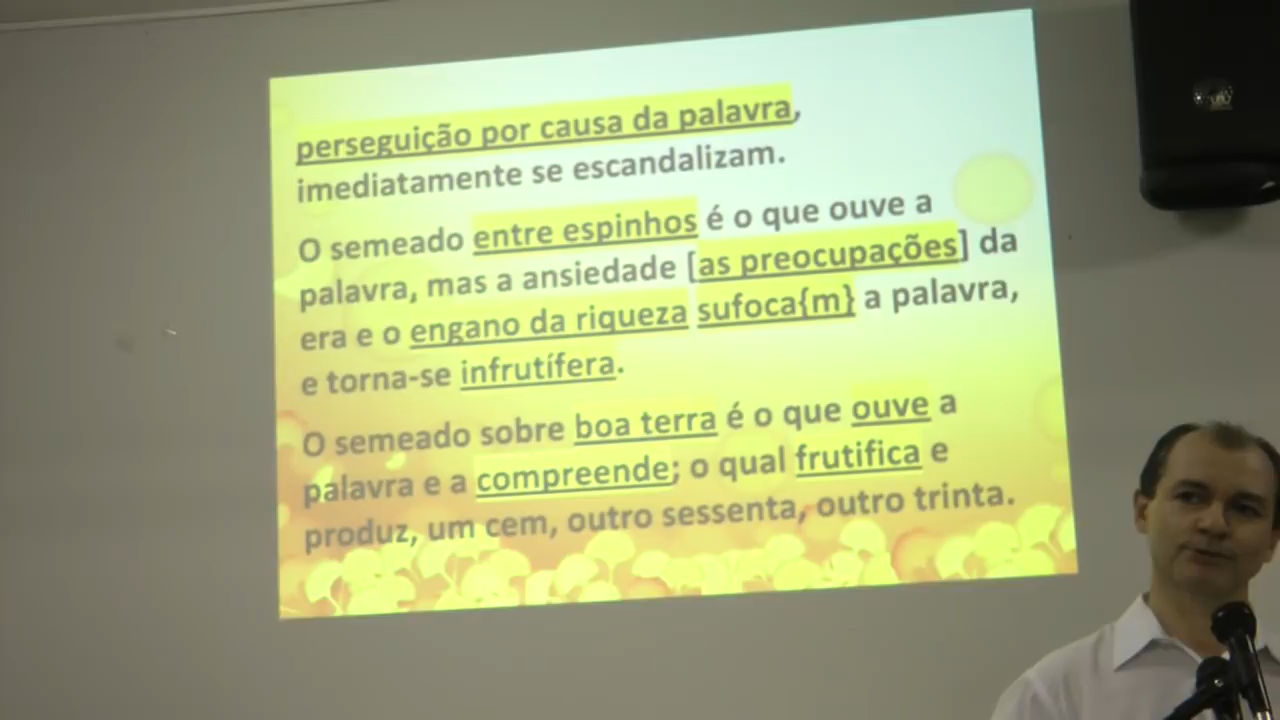 perseguição por causa da palavra,
imediatamente se escandalizam.
O semeado entre espinhos é o que ouve a
palavra, mas a ansiedade [as preocupações] da
era e o engano da riqueza sufoca{m} a palavra,
e torna-se infrutífera.
O semeado sobre boa terra é o que ouve a
palavra e a compreende; o qual frutifica e
produz, um cem, outro sessenta, outro trinta.